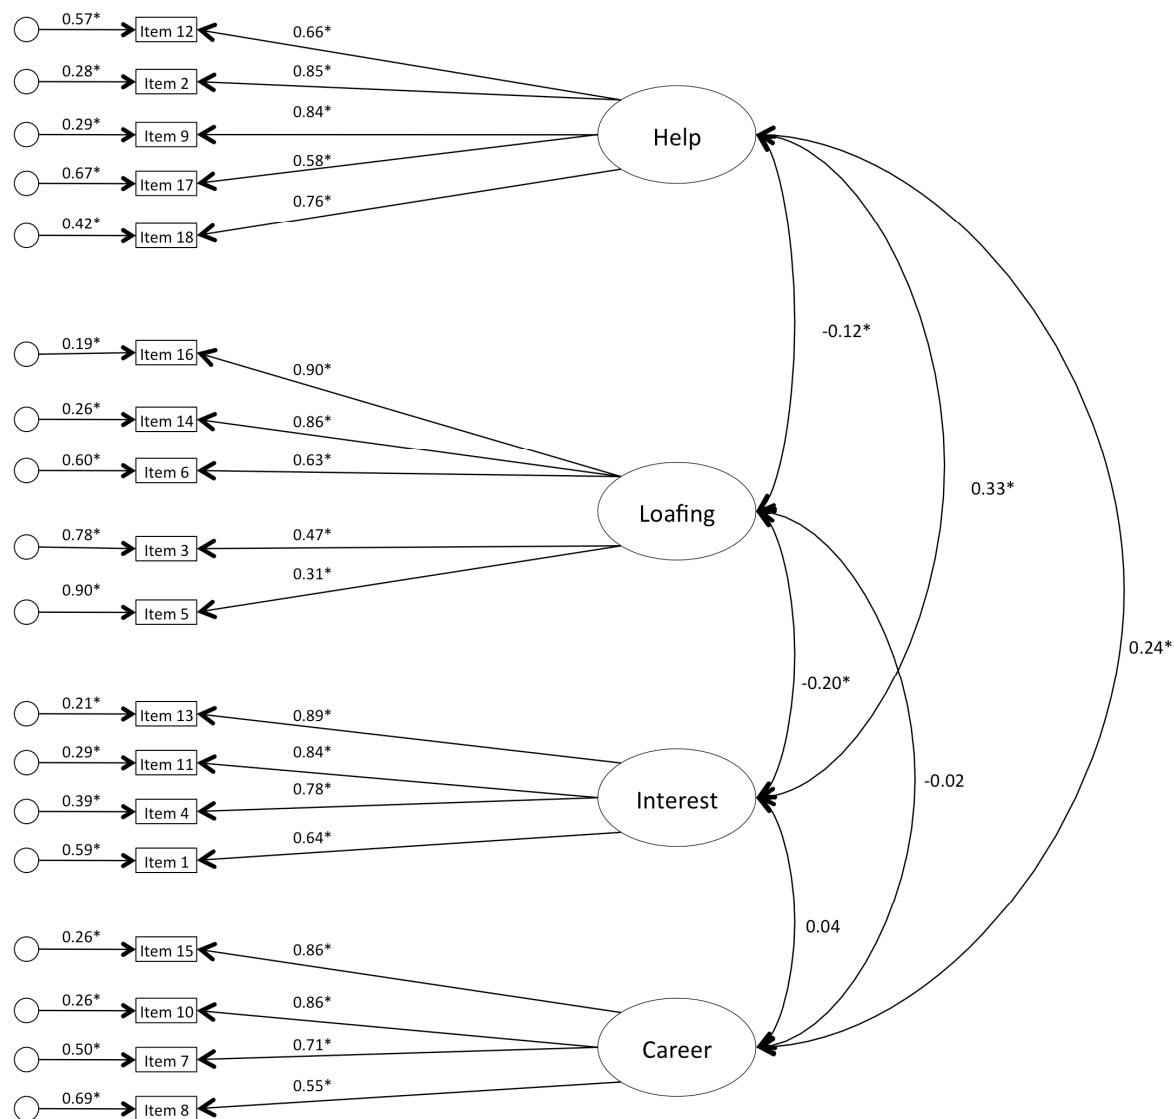 0.57*
Item 12
0.66*
0.28*
Item 2
0.85*
0.29*
Item 9
0.84*
Help
0.67*
Item 17
0.58*
0.42*
Item 18
0.76*
-0.12*
0.19*
Item 16
0.90*
0.26*
Item 14
0.86*
0.60*
Item 6
0.63*
0.33*
Loafing
0.78*
Item 3
0.47*
0.90*
Item 5
0.31*
0.24*
-0.20*
0.21*
Item 13
0.89*
0.29*
Item 11
0.84*
-0.02
0.39*
Item 4
0.78*
Interest
0.59*
Item 1
0.64*
0.04
0.26*
Item 15
0.86*
0.26*
Item 10
0.86*
0.50*
Item 7
0.71*
Career
0.69*
Item 8
0.55*